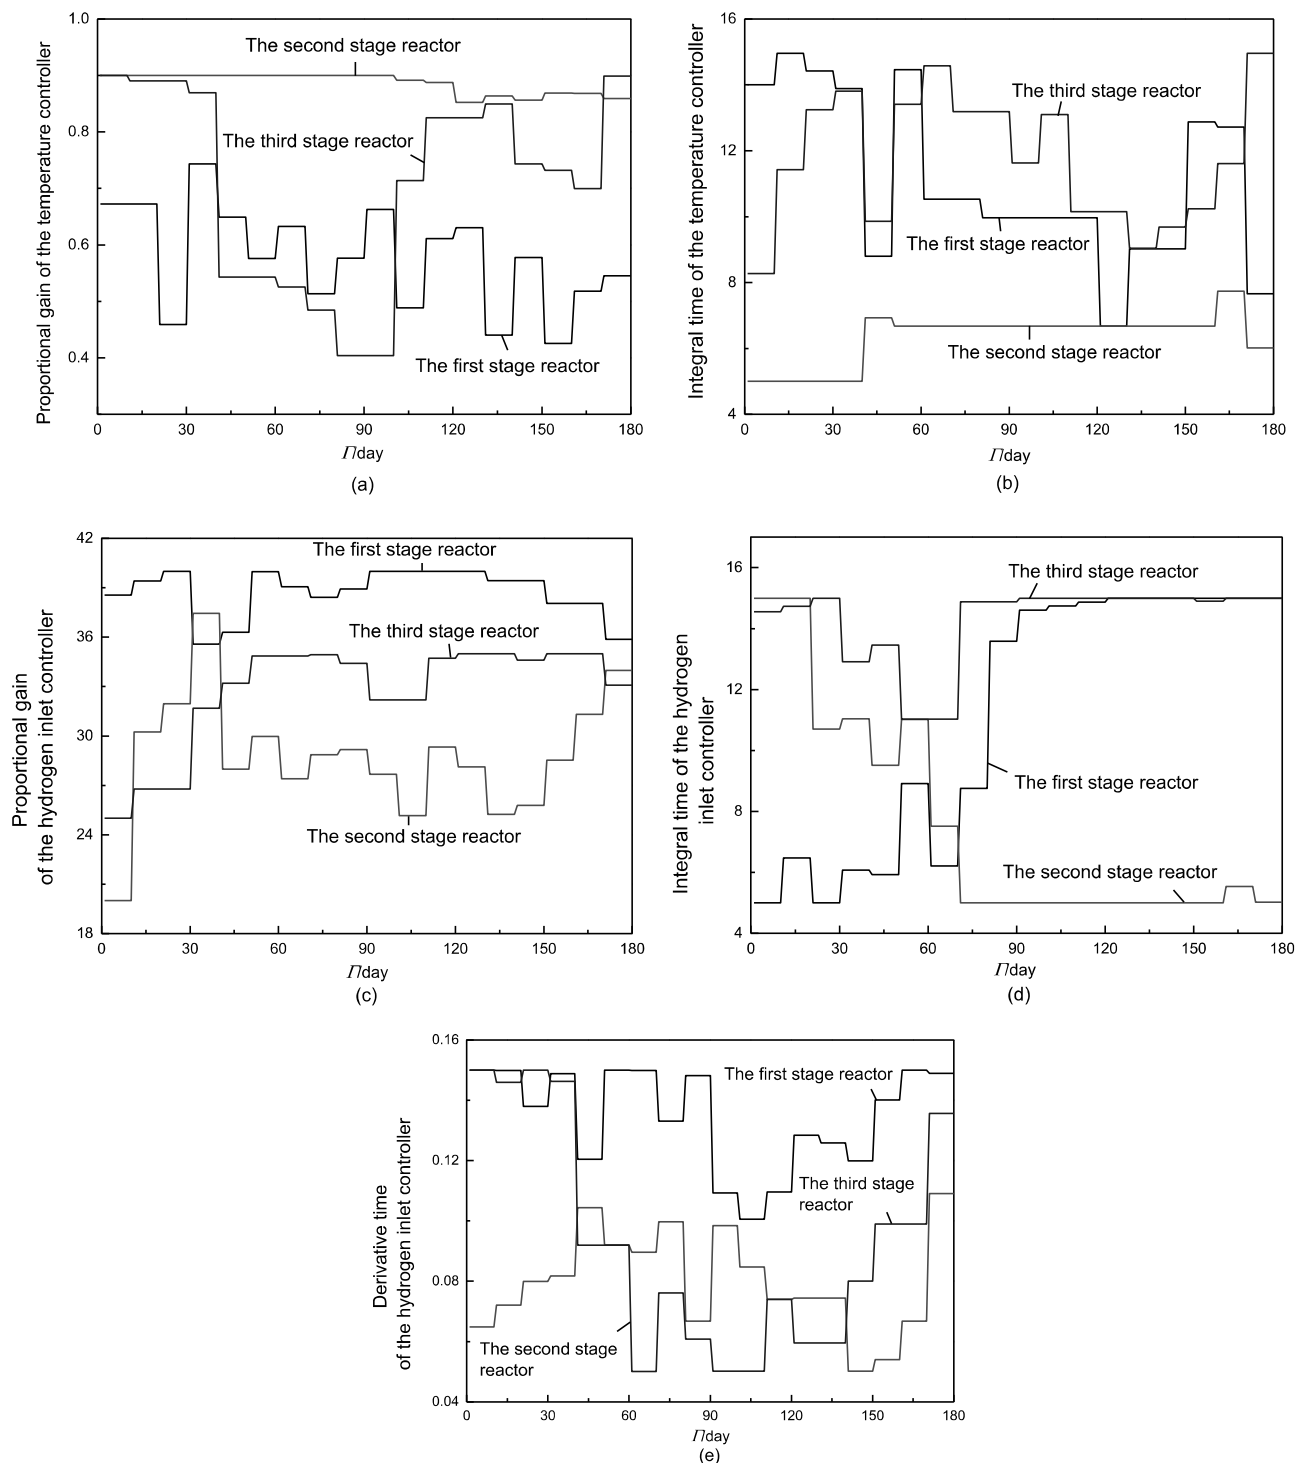 Proportional gain of the temperature controller
1.0
0.8
0.6
0.4
The second stage reactor
The third stage reactor
The first stage reactor
0 30 60 90 120 150 180
(a)
Integral time of the temperature controller
16
12
8
4
The third stage reactor
The first stage reactor
The second stage reactor
0 30 60 90 120 150 180
(b)
Proportional gain
of the hydrogen inlet controller
42
36
30
24
18
The first stage reactor
The third stage reactor
The second stage reactor
0 30 60 90 120 150 180
(c)
Integral time of the hydrogen
inlet controller
16
12
8
4
The third stage reactor
The first stage reactor
The second stage reactor
0 30 60 90 120 150 180
(d)
Derivative time
of the hydrogen inlet controller
0.16
0.12
0.08
0.04
The first stage reactor
The third stage
reactor
The second stage
reactor
0 30 60 90 120 150 180
(e)